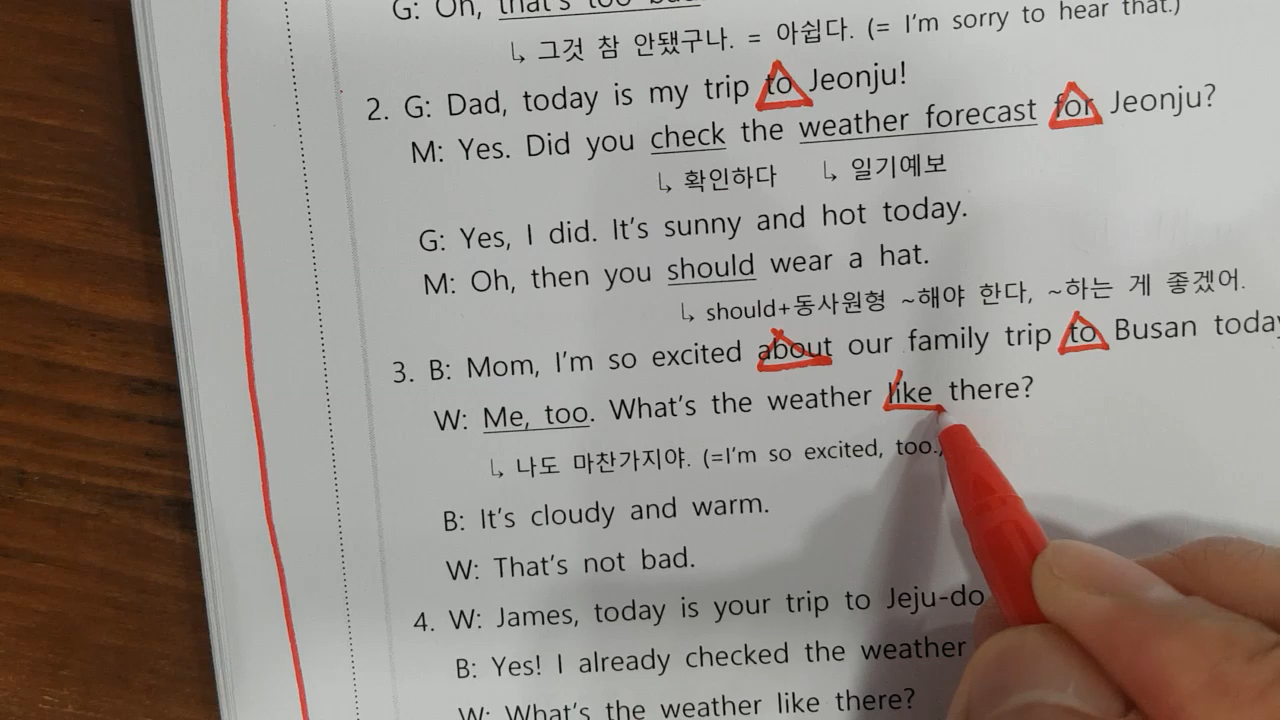 G: Oh, that's too bad
↳ 그것 참 안됐구나. = 아쉽다. (= I'm sorry to hear that.)
2. G: Dad, today is my trip to Jeonju!
M: Yes. Did you check the weather forecast for Jeonju?
↳ 확인하다 ↳ 일기예보
G: Yes, I did. It's sunny and hot today.
M: Oh, then you should wear a hat.
↳ should+동사원형 ~해야 한다, ~하는 게 좋겠어.
3. B: Mom, I'm so excited about our family trip to Busan today
W: Me, too. What's the weather like there?
↳ 나도 마찬가지야. (=I'm so excited, too.)
B: It's cloudy and warm.
W: That's not bad.
4. W: James, today is your trip to Jeju-do
B: Yes! I already checked the weather
W: What's the weather like there?